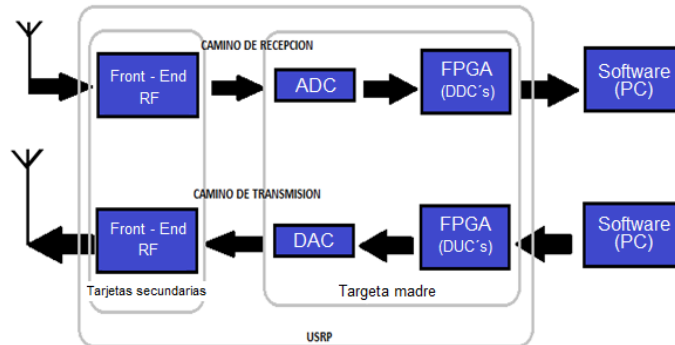 CAMINO DE RECEPCION
Front - End
RF
ADC
FPGA
(DDC´s)
Software
(PC)
CAMINO DE TRANSMISION
Front - End
RF
DAC
FPGA
(DUC´s)
Software
(PC)
Tarjetas secundarias
Targeta madre
USRP